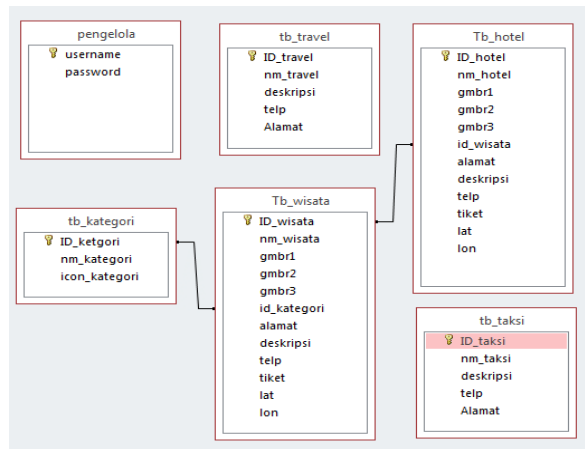 pengelola
username
password
tb_travel
ID_travel
nm_travel
deskripsi
telp
Alamat
Tb_hotel
ID_hotel
nm_hotel
gmbr1
gmbr2
gmbr3
id_wisata
alamat
deskripsi
telp
tiket
lat
lon
tb_kategori
ID_ketgori
nm_kategori
icon_kategori
Tb_wisata
ID_wisata
nm_wisata
gmbr1
gmbr2
gmbr3
id_kategori
alamat
deskripsi
telp
tiket
lat
lon
tb_taksi
ID_taksi
nm_taksi
deskripsi
telp
Alamat